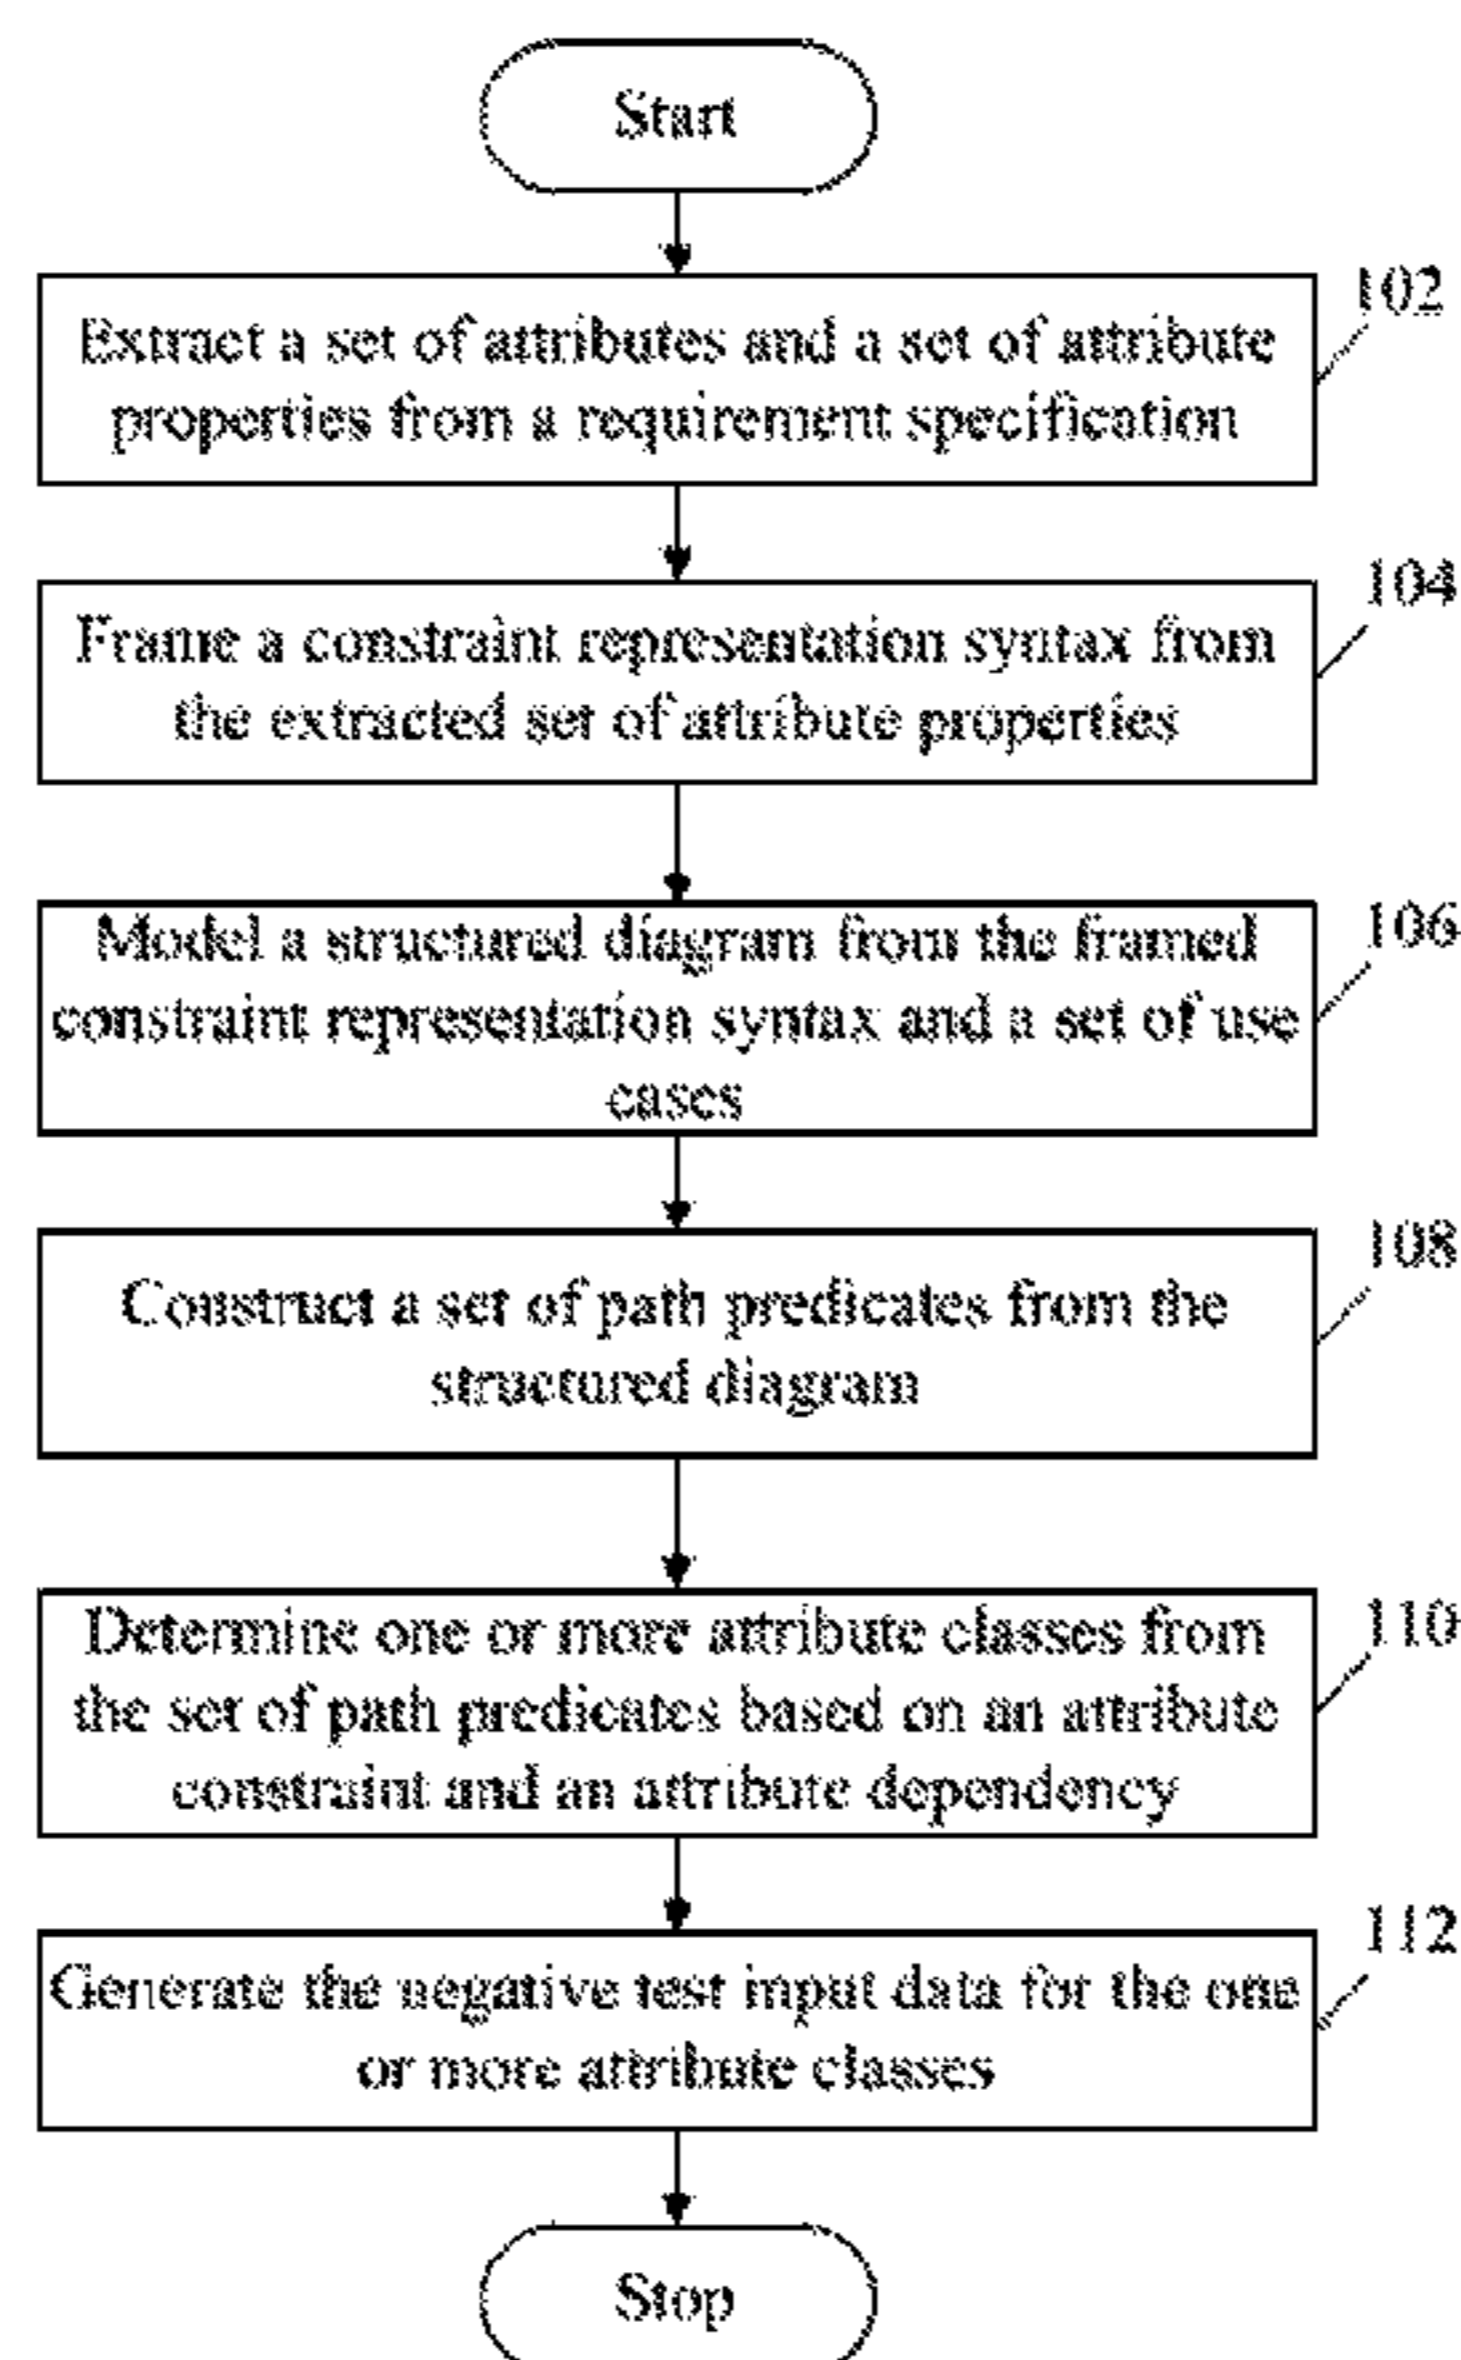 Start
102
Extract a set of attributes and a set of attribute
properties from a requirement specification
104
Frame a constraint representation syntax from
the extracted set of attribute properties
106
Model a structured diagram from the framed
constraint representation syntax and a set of use
cases
108
Construct a set of path predicates from the
structured diagram
110
Determine one or more attribute classes from
the set of path predicates based on an attribute
constraint and an attribute dependency
112
Generate the negative test input data for the one
or more attribute classes
Stop